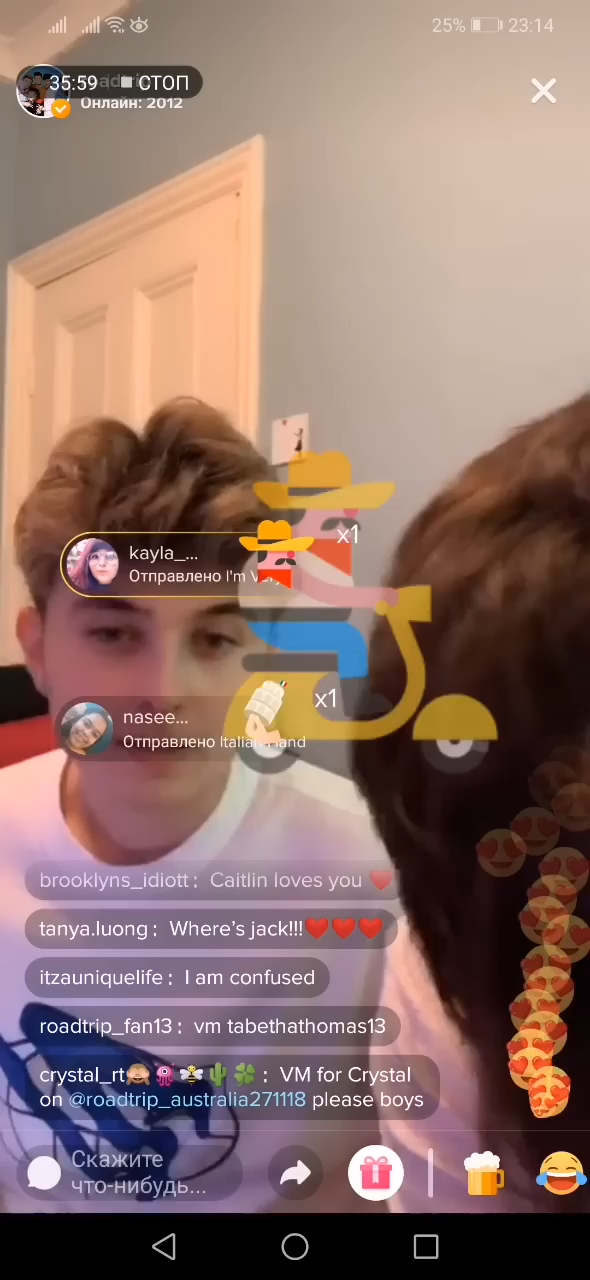 25% 23:14
35:59 СТОП
Онлайн: 2012
x1
kayla_...
Отправлено I'm
x1
nasee...
Отправлено Italian Hand
brooklyns_idiott: Caitlin loves you ❤️
tanya.luong: Where's jack!!!❤️❤️❤️
itzauniquelife: I am confused
roadtrip_fan13: vm tabethathomas13
crystal_rt🙈👾🐝🌵🍀: VM for Crystal
on @roadtrip_australia271118 please boys
Скажите
что-нибудь...